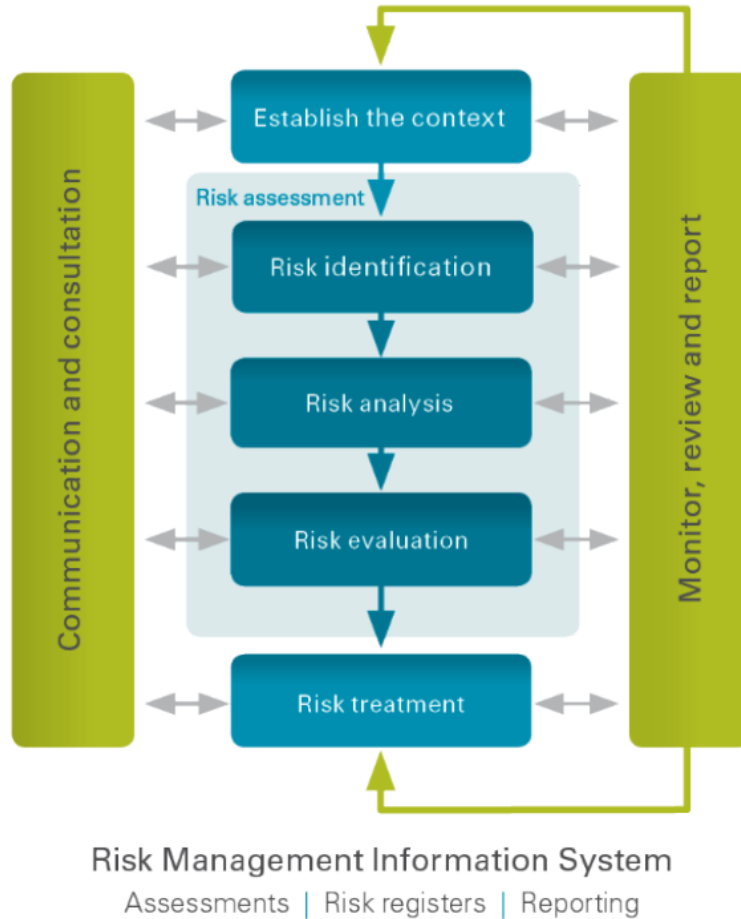 Establish the context
Risk assessment
Risk identification
Risk analysis
Risk evaluation
Risk treatment
Communication and consultation
Monitor, review and report
Risk Management Information System
Assessments | Risk registers | Reporting